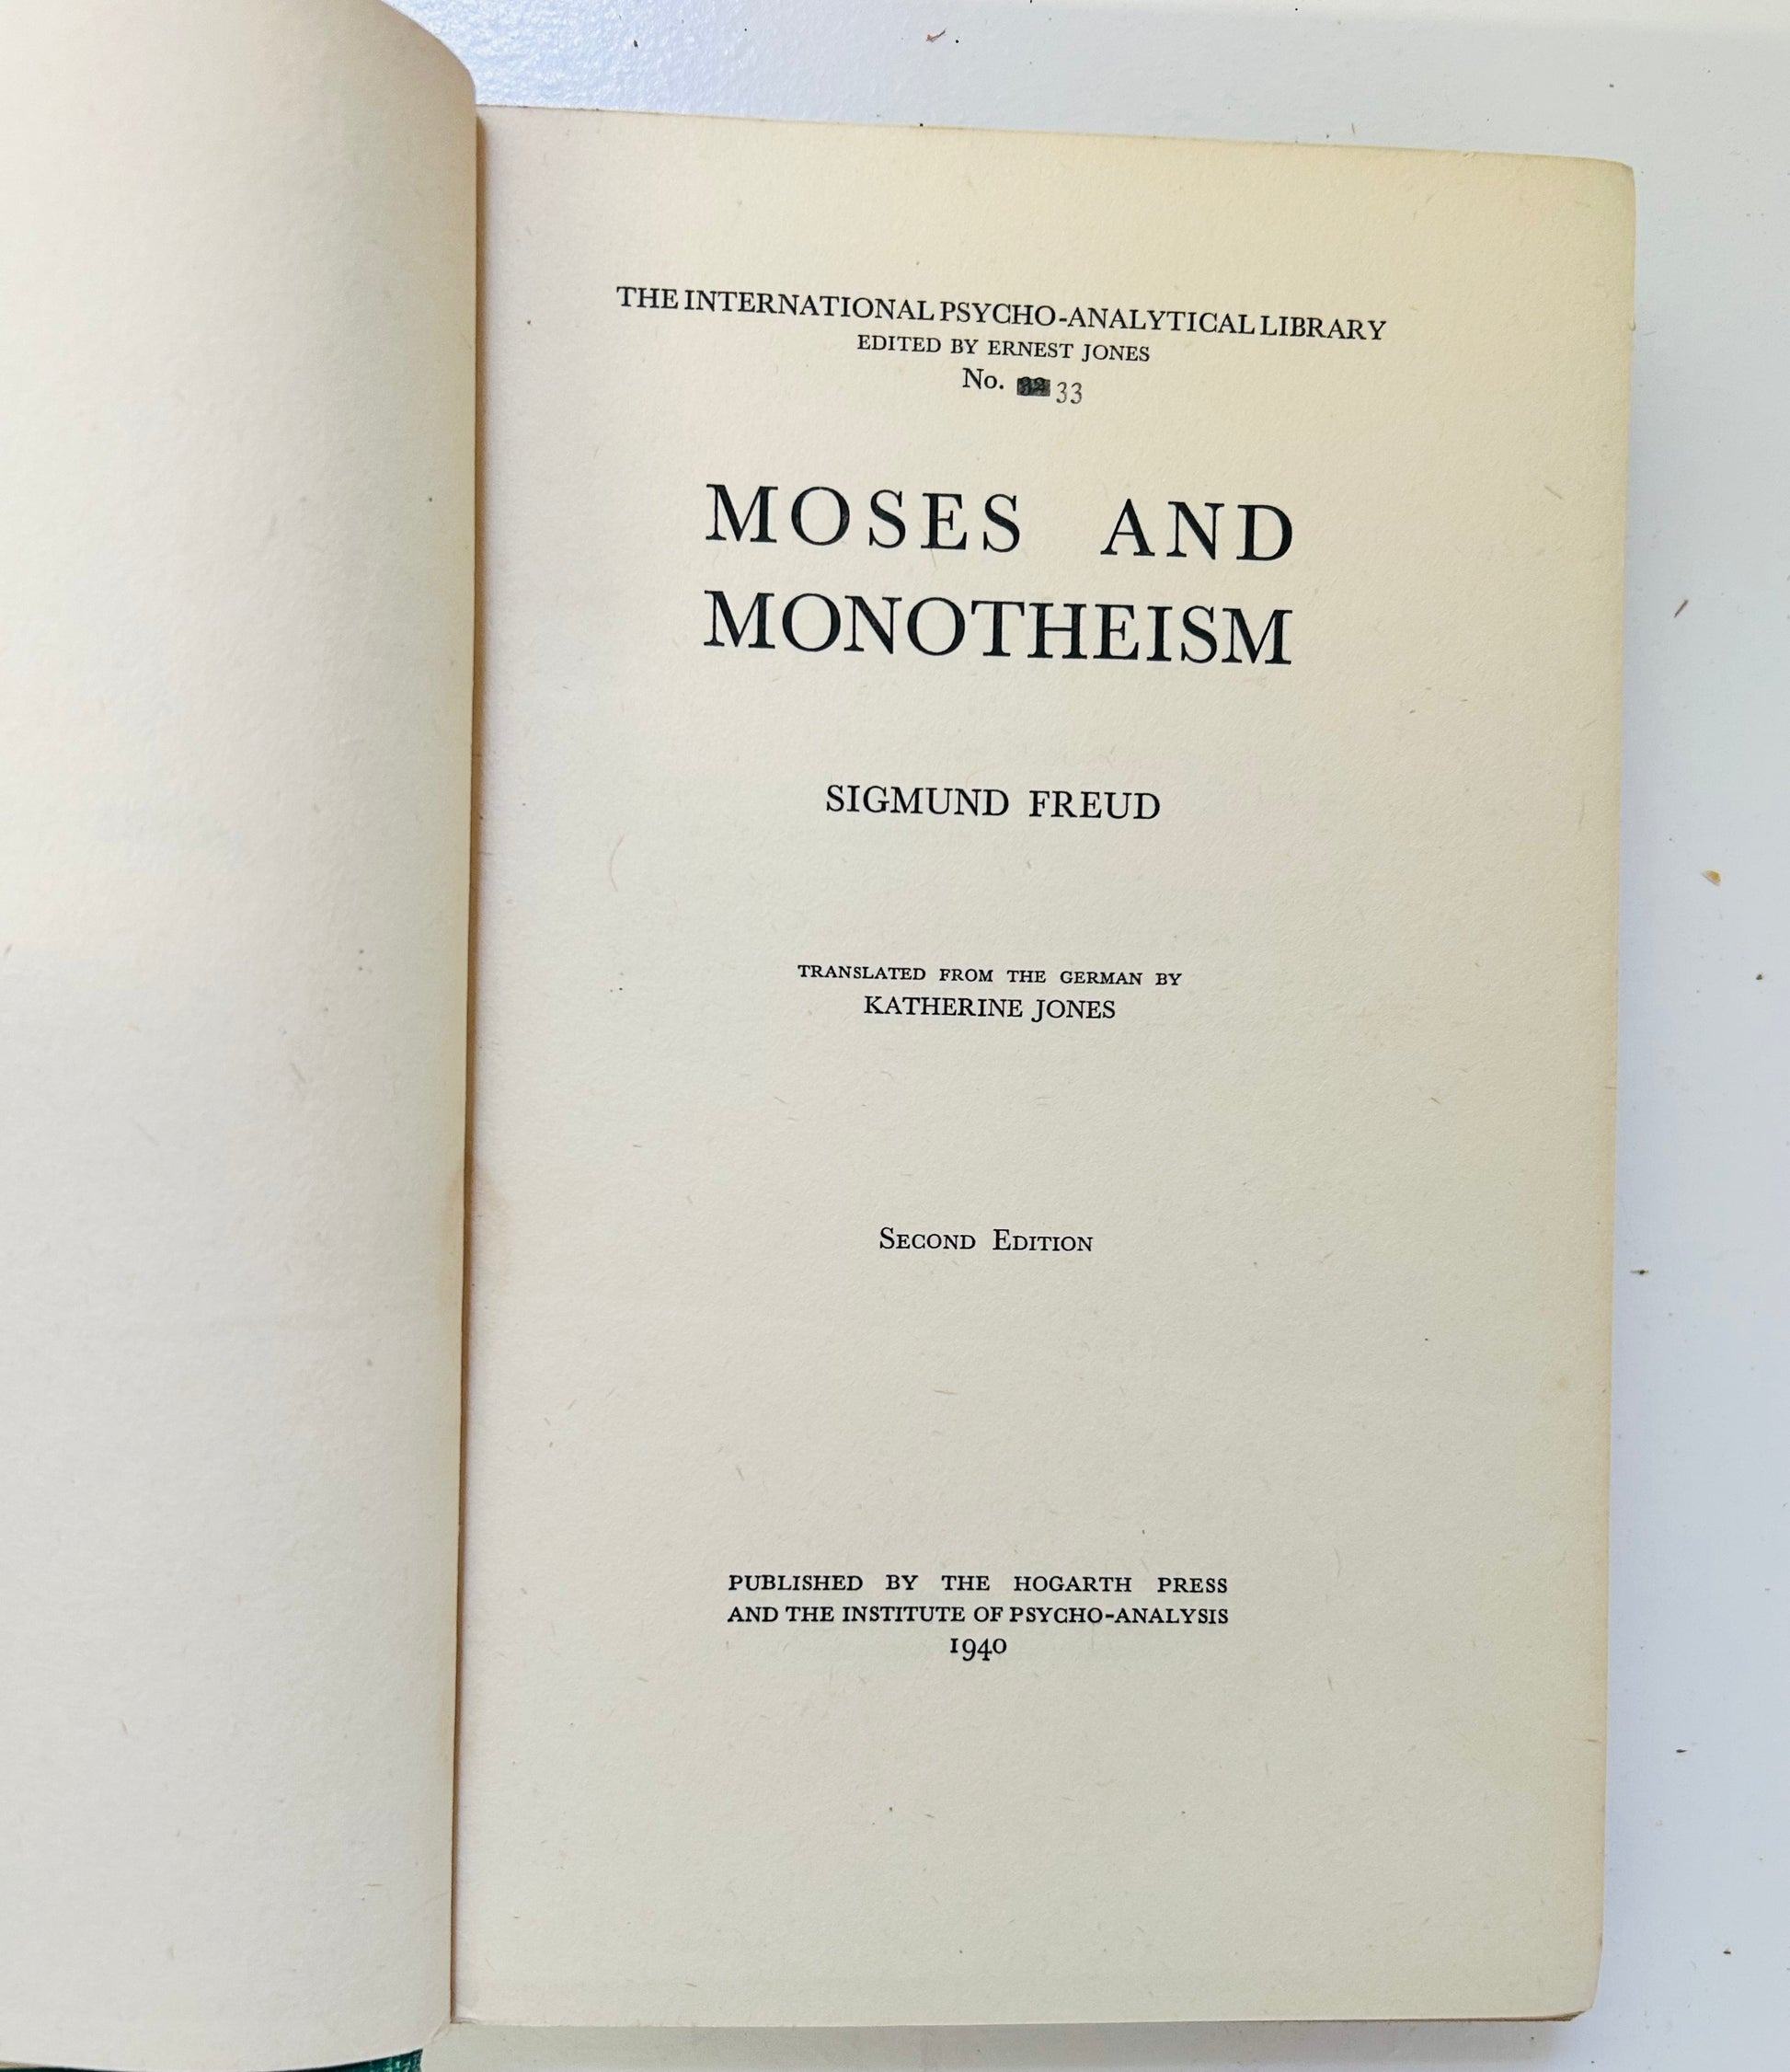 THE INTERNATIONAL PSYCHO-ANALYTICAL LIBRARY
EDITED BY ERNEST JONES
No. 33
MOSES AND
MONOTHEISM
SIGMUND FREUD
TRANSLATED FROM THE GERMAN BY
KATHERINE JONES
SECOND EDITION
PUBLISHED BY THE HOGARTH PRESS
AND THE INSTITUTE OF PSYCHO-ANALYSIS
1940